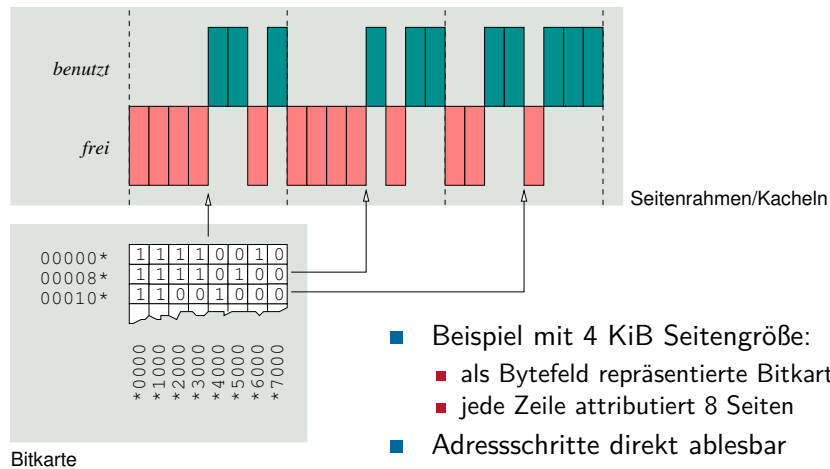 benutzt
frei
Seitenrahmen/Kacheln
00000* 1 1 1 1 0 0 1 0
00008* 1 1 1 1 0 1 0 0
00010* 1 1 0 0 1 0 0 0
*0000 *1000 *2000 *3000 *4000 *5000 *6000 *7000
Bitkarte
Beispiel mit 4 KiB Seitengröße:
als Bytefeld repräsentierte Bitkart
jede Zeile attributiert 8 Seiten
Adressschritte direkt ablesbar